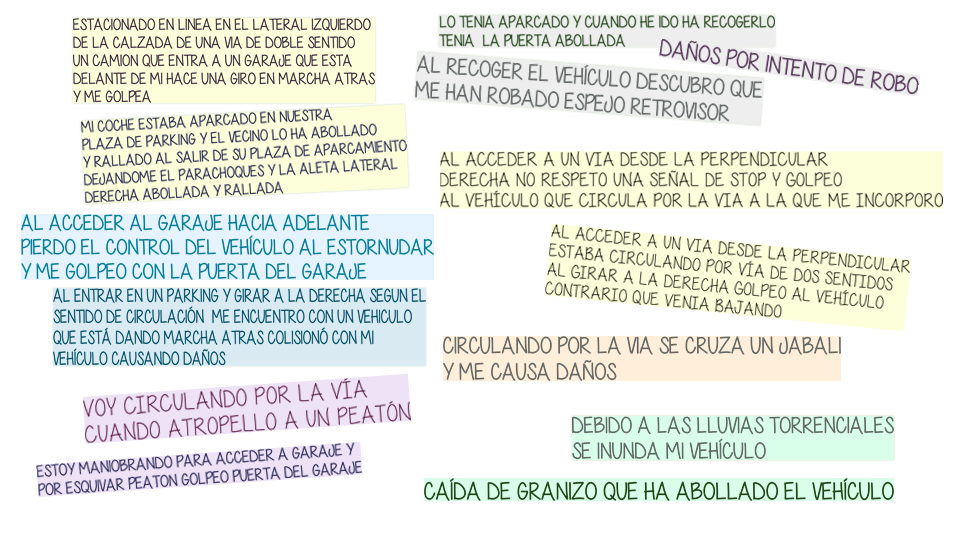 ESTACIONADO EN LINEA EN EL LATERAL IZQUIERDO
DE LA CALZADA DE UNA VIA DE DOBLE SENTIDO
UN CAMION QUE ENTRA A UN GARAJE QUE ESTA
DELANTE DE MI HACE UNA GIRO EN MARCHA ATRAS
Y ME GOLPEA
MI COCHE ESTABA APARCADO EN NUESTRA
PLAZA DE PARKING Y EL VECINO LO HA ABOLLADO
Y RALLADO AL SALIR DE SU PLAZA DE APARCAMIENTO
DEJANDOME EL PARACHOQUES Y LA ALETA LATERAL
DERECHA ABOLLADA Y RALLADA
AL ACCEDER AL GARAJE HACIA ADELANTE
PIERDO EL CONTROL DEL VEHÍCULO AL ESTORNUDAR
Y ME GOLPEO CON LA PUERTA DEL GARAJE
AL ENTRAR EN UN PARKING Y GIRAR A LA DERECHA SEGUN EL
SENTIDO DE CIRCULACIÓN ME ENCUENTRO CON UN VEHICULO
QUE ESTÁ DANDO MARCHA ATRAS COLISIONÓ CON MI
VEHÍCULO CAUSANDO DAÑOS
VOY CIRCULANDO POR LA VÍA
CUANDO ATROPELLO A UN PEATÓN
ESTOY MANIOBRANDO PARA ACCEDER A GARAJE Y
POR ESQUIVAR PEATON GOLPEO PUERTA DEL GARAJE
LO TENIA APARCADO Y CUANDO HE IDO HA RECOGERLO
TENIA LA PUERTA ABOLLADA
DAÑOS POR INTENTO DE ROBO
AL RECOGER EL VEHÍCULO DESCUBRO QUE
ME HAN ROBADO ESPEJO RETROVISOR
AL ACCEDER A UN VIA DESDE LA PERPENDICULAR
DERECHA NO RESPETO UNA SEÑAL DE STOP Y GOLPEO
AL VEHÍCULO QUE CIRCULA POR LA VIA A LA QUE ME INCORPORO
AL ACCEDER A UN VIA DESDE LA PERPENDICULAR
ESTABA CIRCULANDO POR VÍA DE DOS SENTIDOS
AL GIRAR A LA DERECHA GOLPEO AL VEHÍCULO
CONTRARIO QUE VENIA BAJANDO
CIRCULANDO POR LA VIA SE CRUZA UN JABALI
Y ME CAUSA DAÑOS
DEBIDO A LAS LLUVIAS TORRENCIALES
SE INUNDA MI VEHÍCULO
CAÍDA DE GRANIZO QUE HA ABOLLADO EL VEHÍCULO